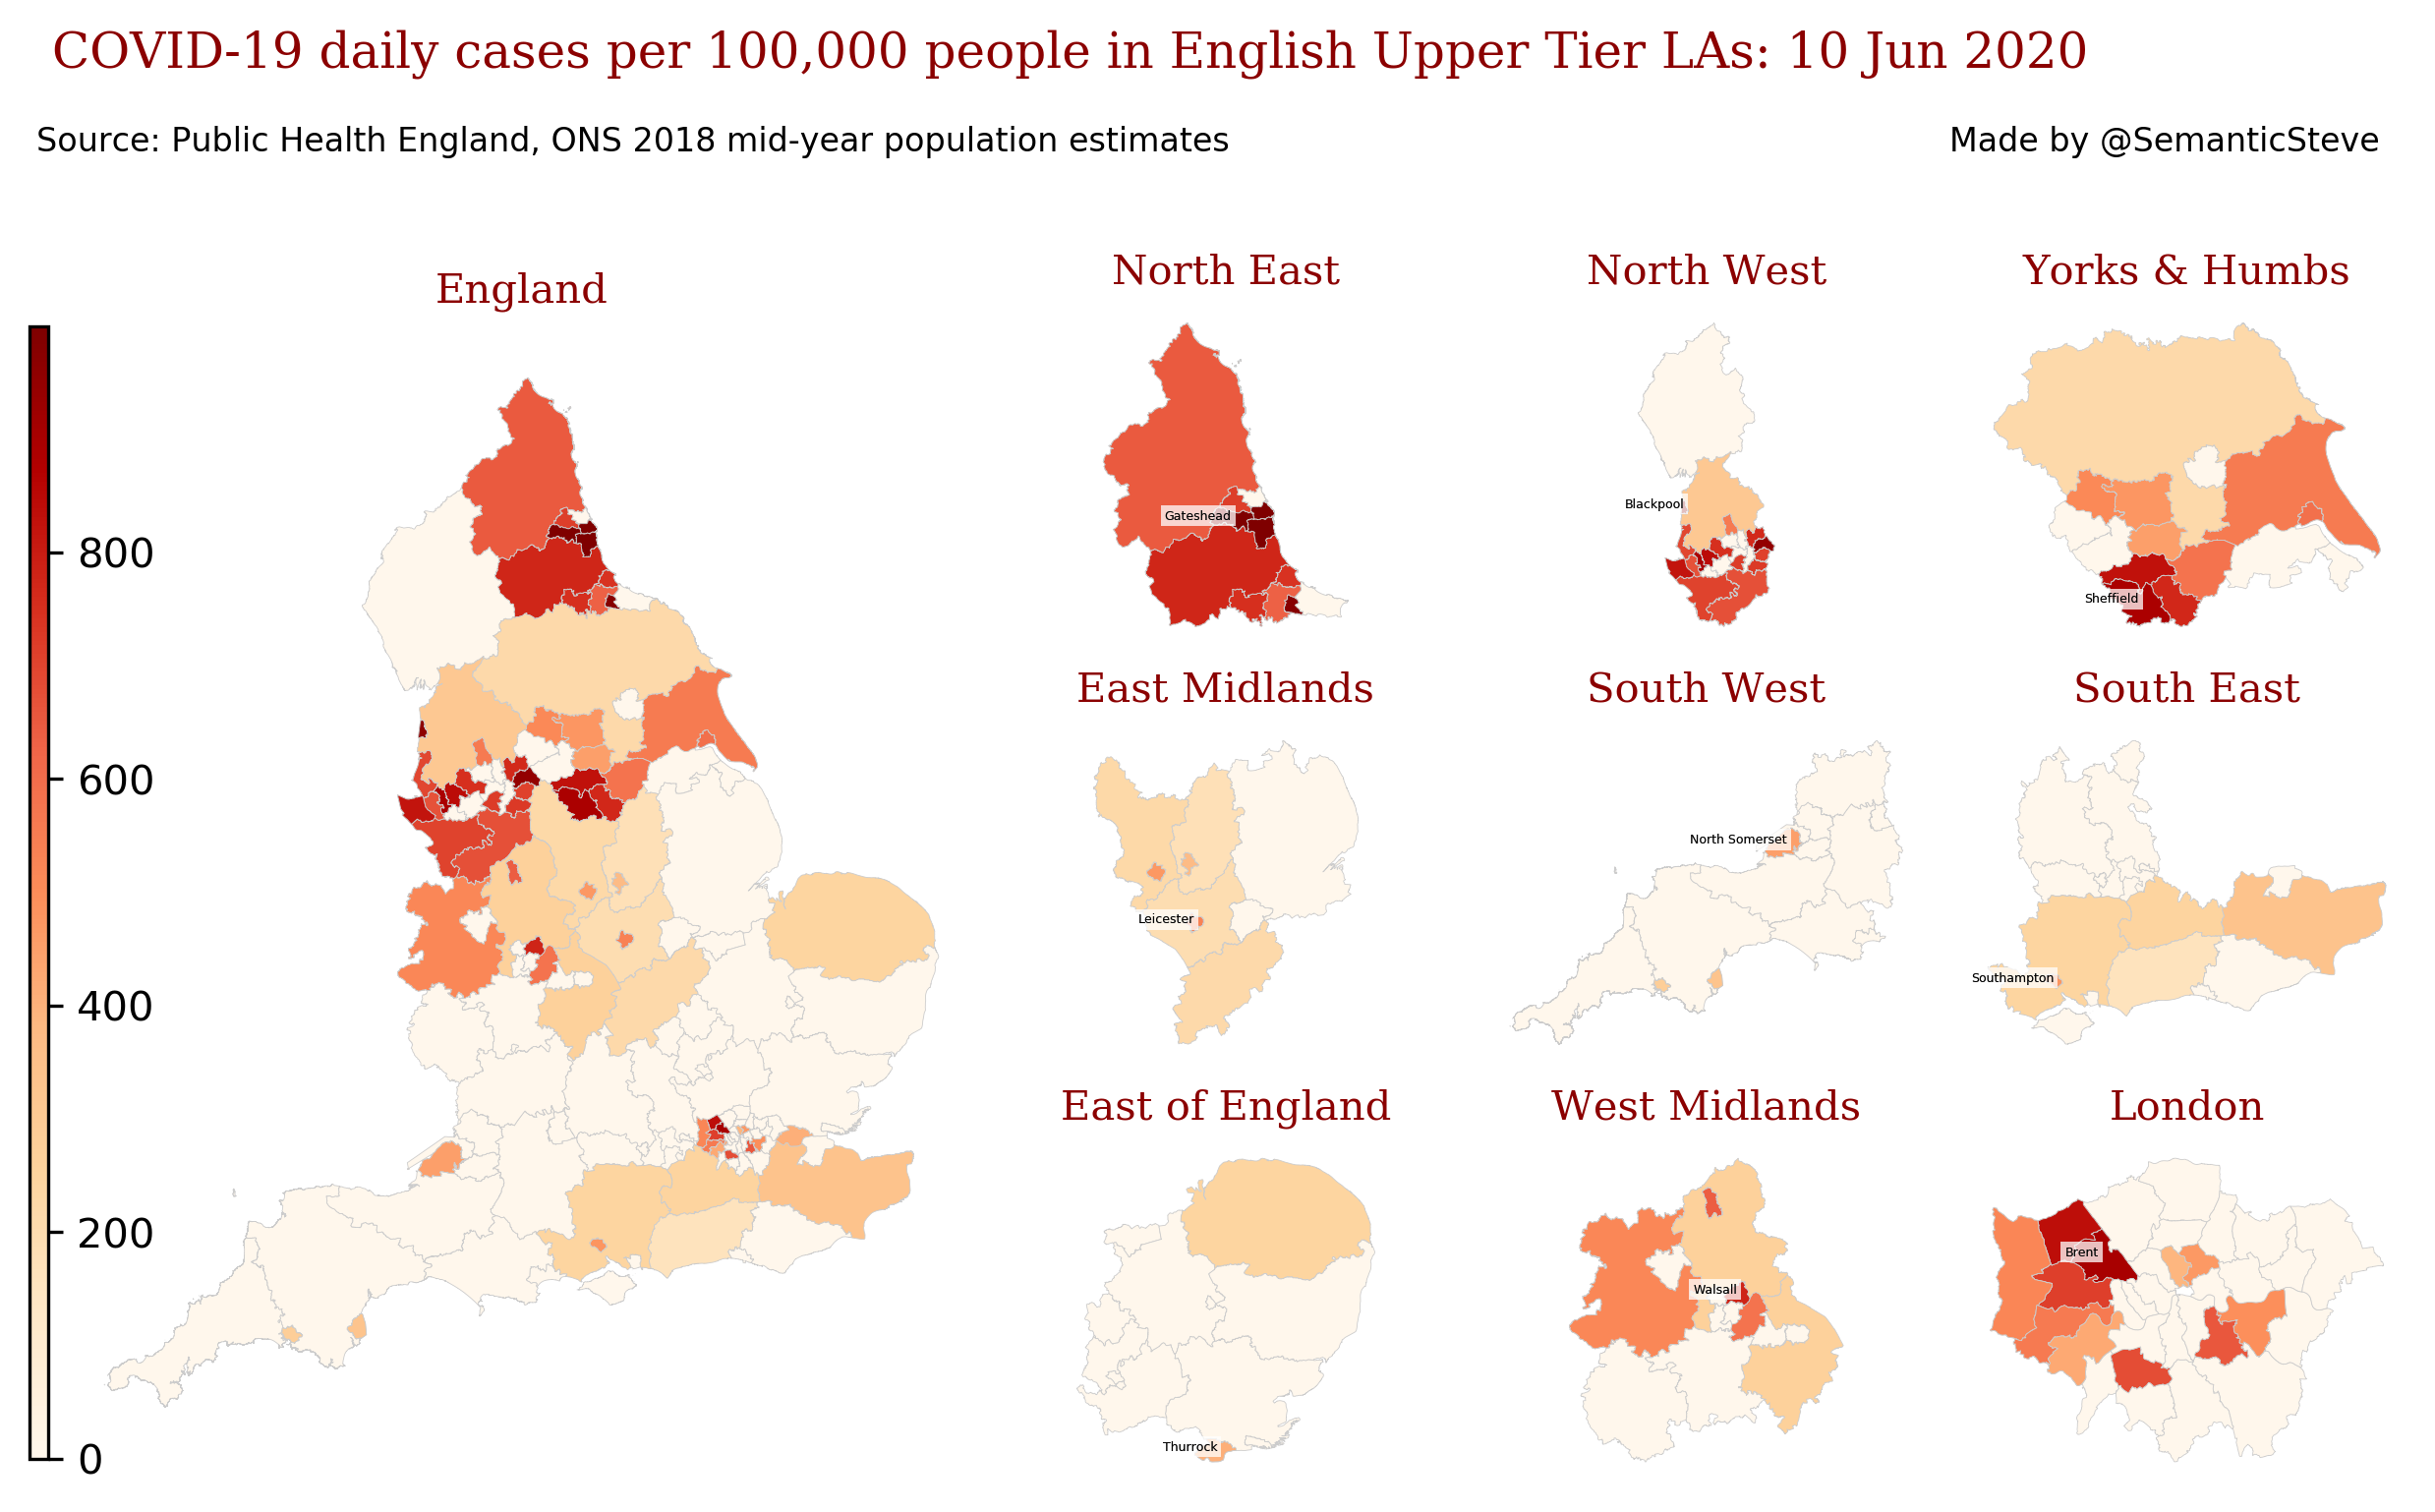 COVID-19 daily cases per 100,000 people in English Upper Tier LAs: 10 Jun 2020
Source: Public Health England, ONS 2018 mid-year population estimates
Made by @SemanticSteve
England
800
600
400
200
0
North East
Gateshead
North West
Blackpool
Yorks & Humbs
Sheffield
East Midlands
Leicester
South West
North Somerset
South East
Southampton
East of England
Thurrock
West Midlands
Walsall
London
Brent